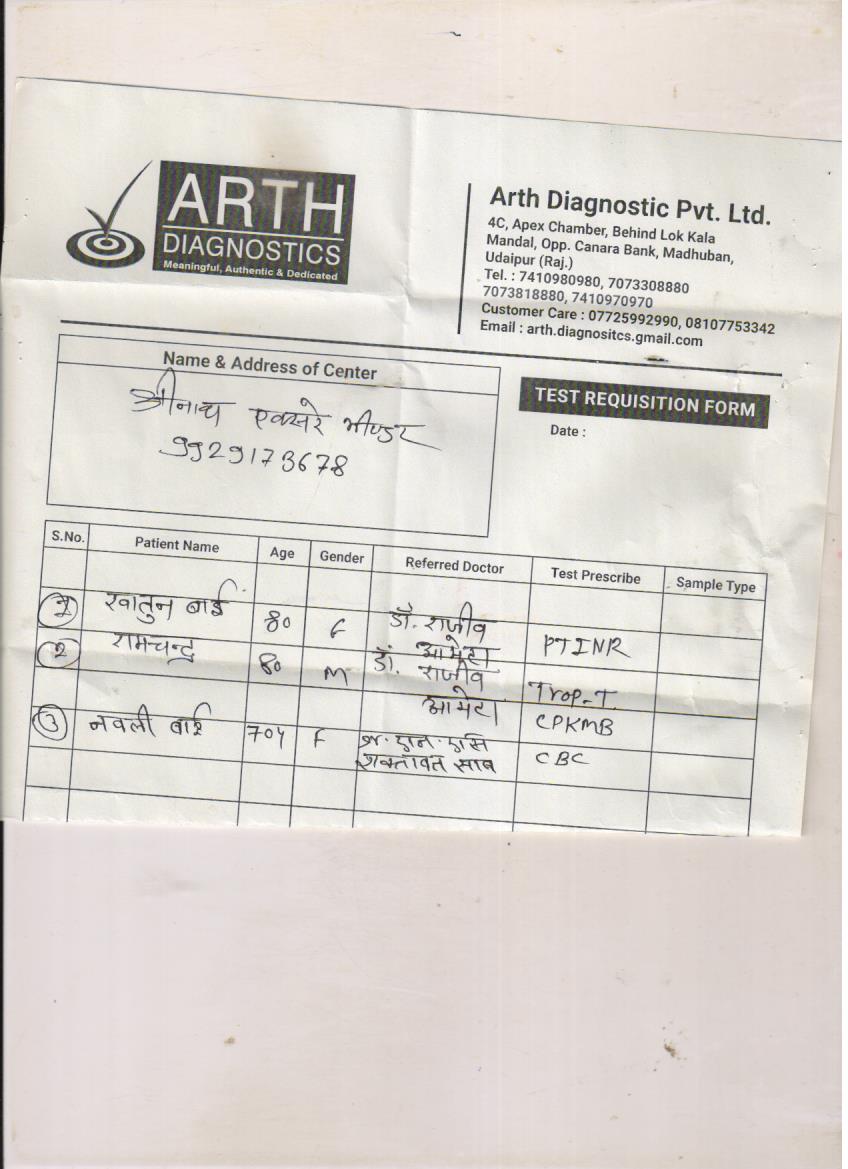 ARTH
DIAGNOSTICS
Meaningful, Authentic & Dedicated
Arth Diagnostic Pvt. Ltd.
4C, Apex Chamber, Behind Lok Kala
Mandal, Opp. Canara Bank, Madhuban,
Udaipur (Raj.)
Tel. : 7410980980, 7073308880
7073818880, 7410970970
Customer Care : 07725992990, 08107753342
Email : arth.diagnositcs.gmail.com
Name & Address of Center
श्रीनाथ एक्सरे भीण्डर
9929173678
TEST REQUISITION FORM
Date :
S.No. Patient Name Age Gender Referred Doctor Test Prescribe Sample Type
1 खातुन बाई 80 F डॉ. राजीव आमेटा PTINR
2 रामचन्द्र 80 M डॉ. राजीव आमेटा Trop-T
CPKMB
3 नवली बाई 70Y F शक्तावत साब CBC